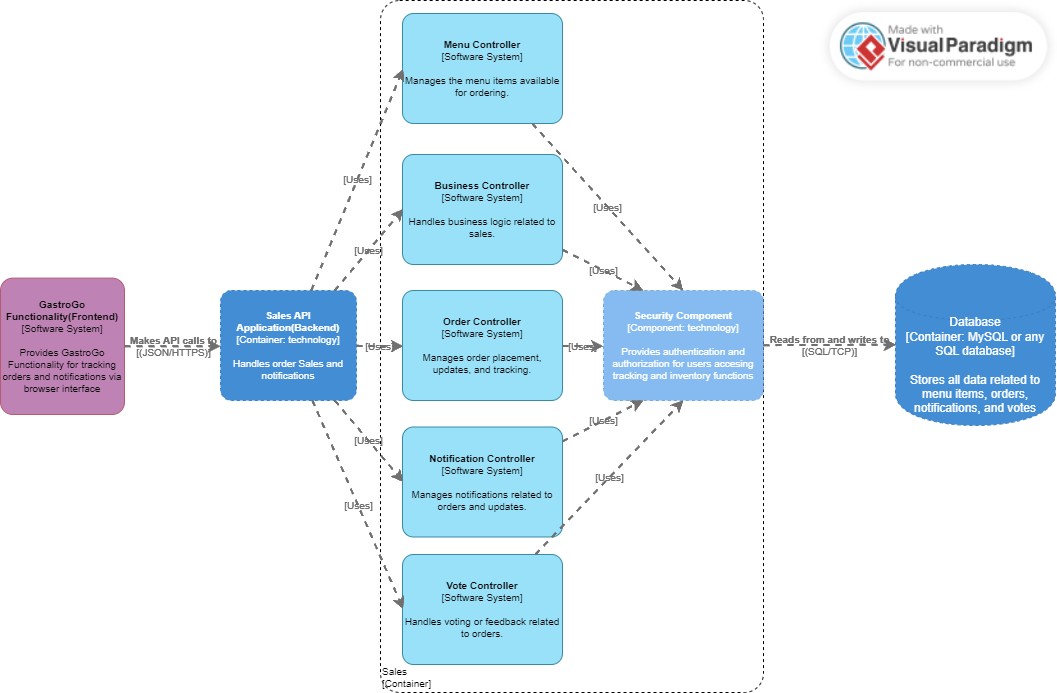 Made with
Visual Paradigm
For non-commercial use
Menu Controller
[Software System]
Manages the menu items available
for ordering.
[Uses]
[Uses]
Business Controller
[Software System]
Handles business logic related to
sales.
[Uses]
[Uses]
GastroGo
Functionality(Frontend)
[Software System]
Provides GastroGo
Functionality for tracking
orders and notifications via
browser interface
Makes API calls to
[(JSON/HTTPS)]
Sales API
Application(Backend)
[Container: technology]
Handles order Sales and
notifications
[Uses]
Order Controller
[Software System]
Manages order placement,
updates, and tracking.
[Uses]
Security Component
[Component: technology]
Provides authentication and
authorization for users accesing
tracking and inventory functions
Reads from and writes to
[(SQL/TCP)]
Database
[Container: MySQL or any
SQL database]
Stores all data related to
menu items, orders,
notifications, and votes
[Uses]
[Uses]
Notification Controller
[Software System]
Manages notifications related to
orders and updates.
[Uses]
[Uses]
Vote Controller
[Software System]
Handles voting or feedback related
to orders.
Sales
[Container]